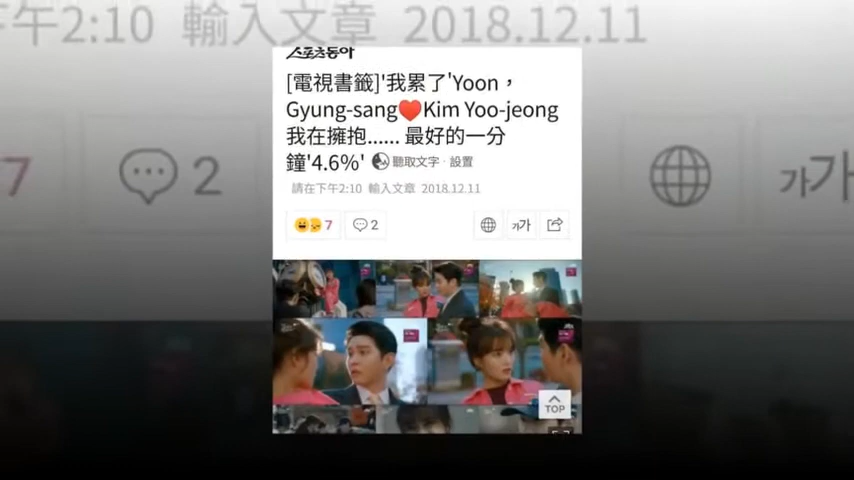 午2:10 輸入文章 2018.12.11
스포츠동아
[電視書籤]'我累了'Yoon，
Gyung-sang♥Kim Yoo-jeong
我在擁抱...... 最好的一分
鐘'4.6%' 聽取文字 · 設置
請在下午2:10 輸入文章 2018.12.11
7 2
7 2 가가
가가
TOP